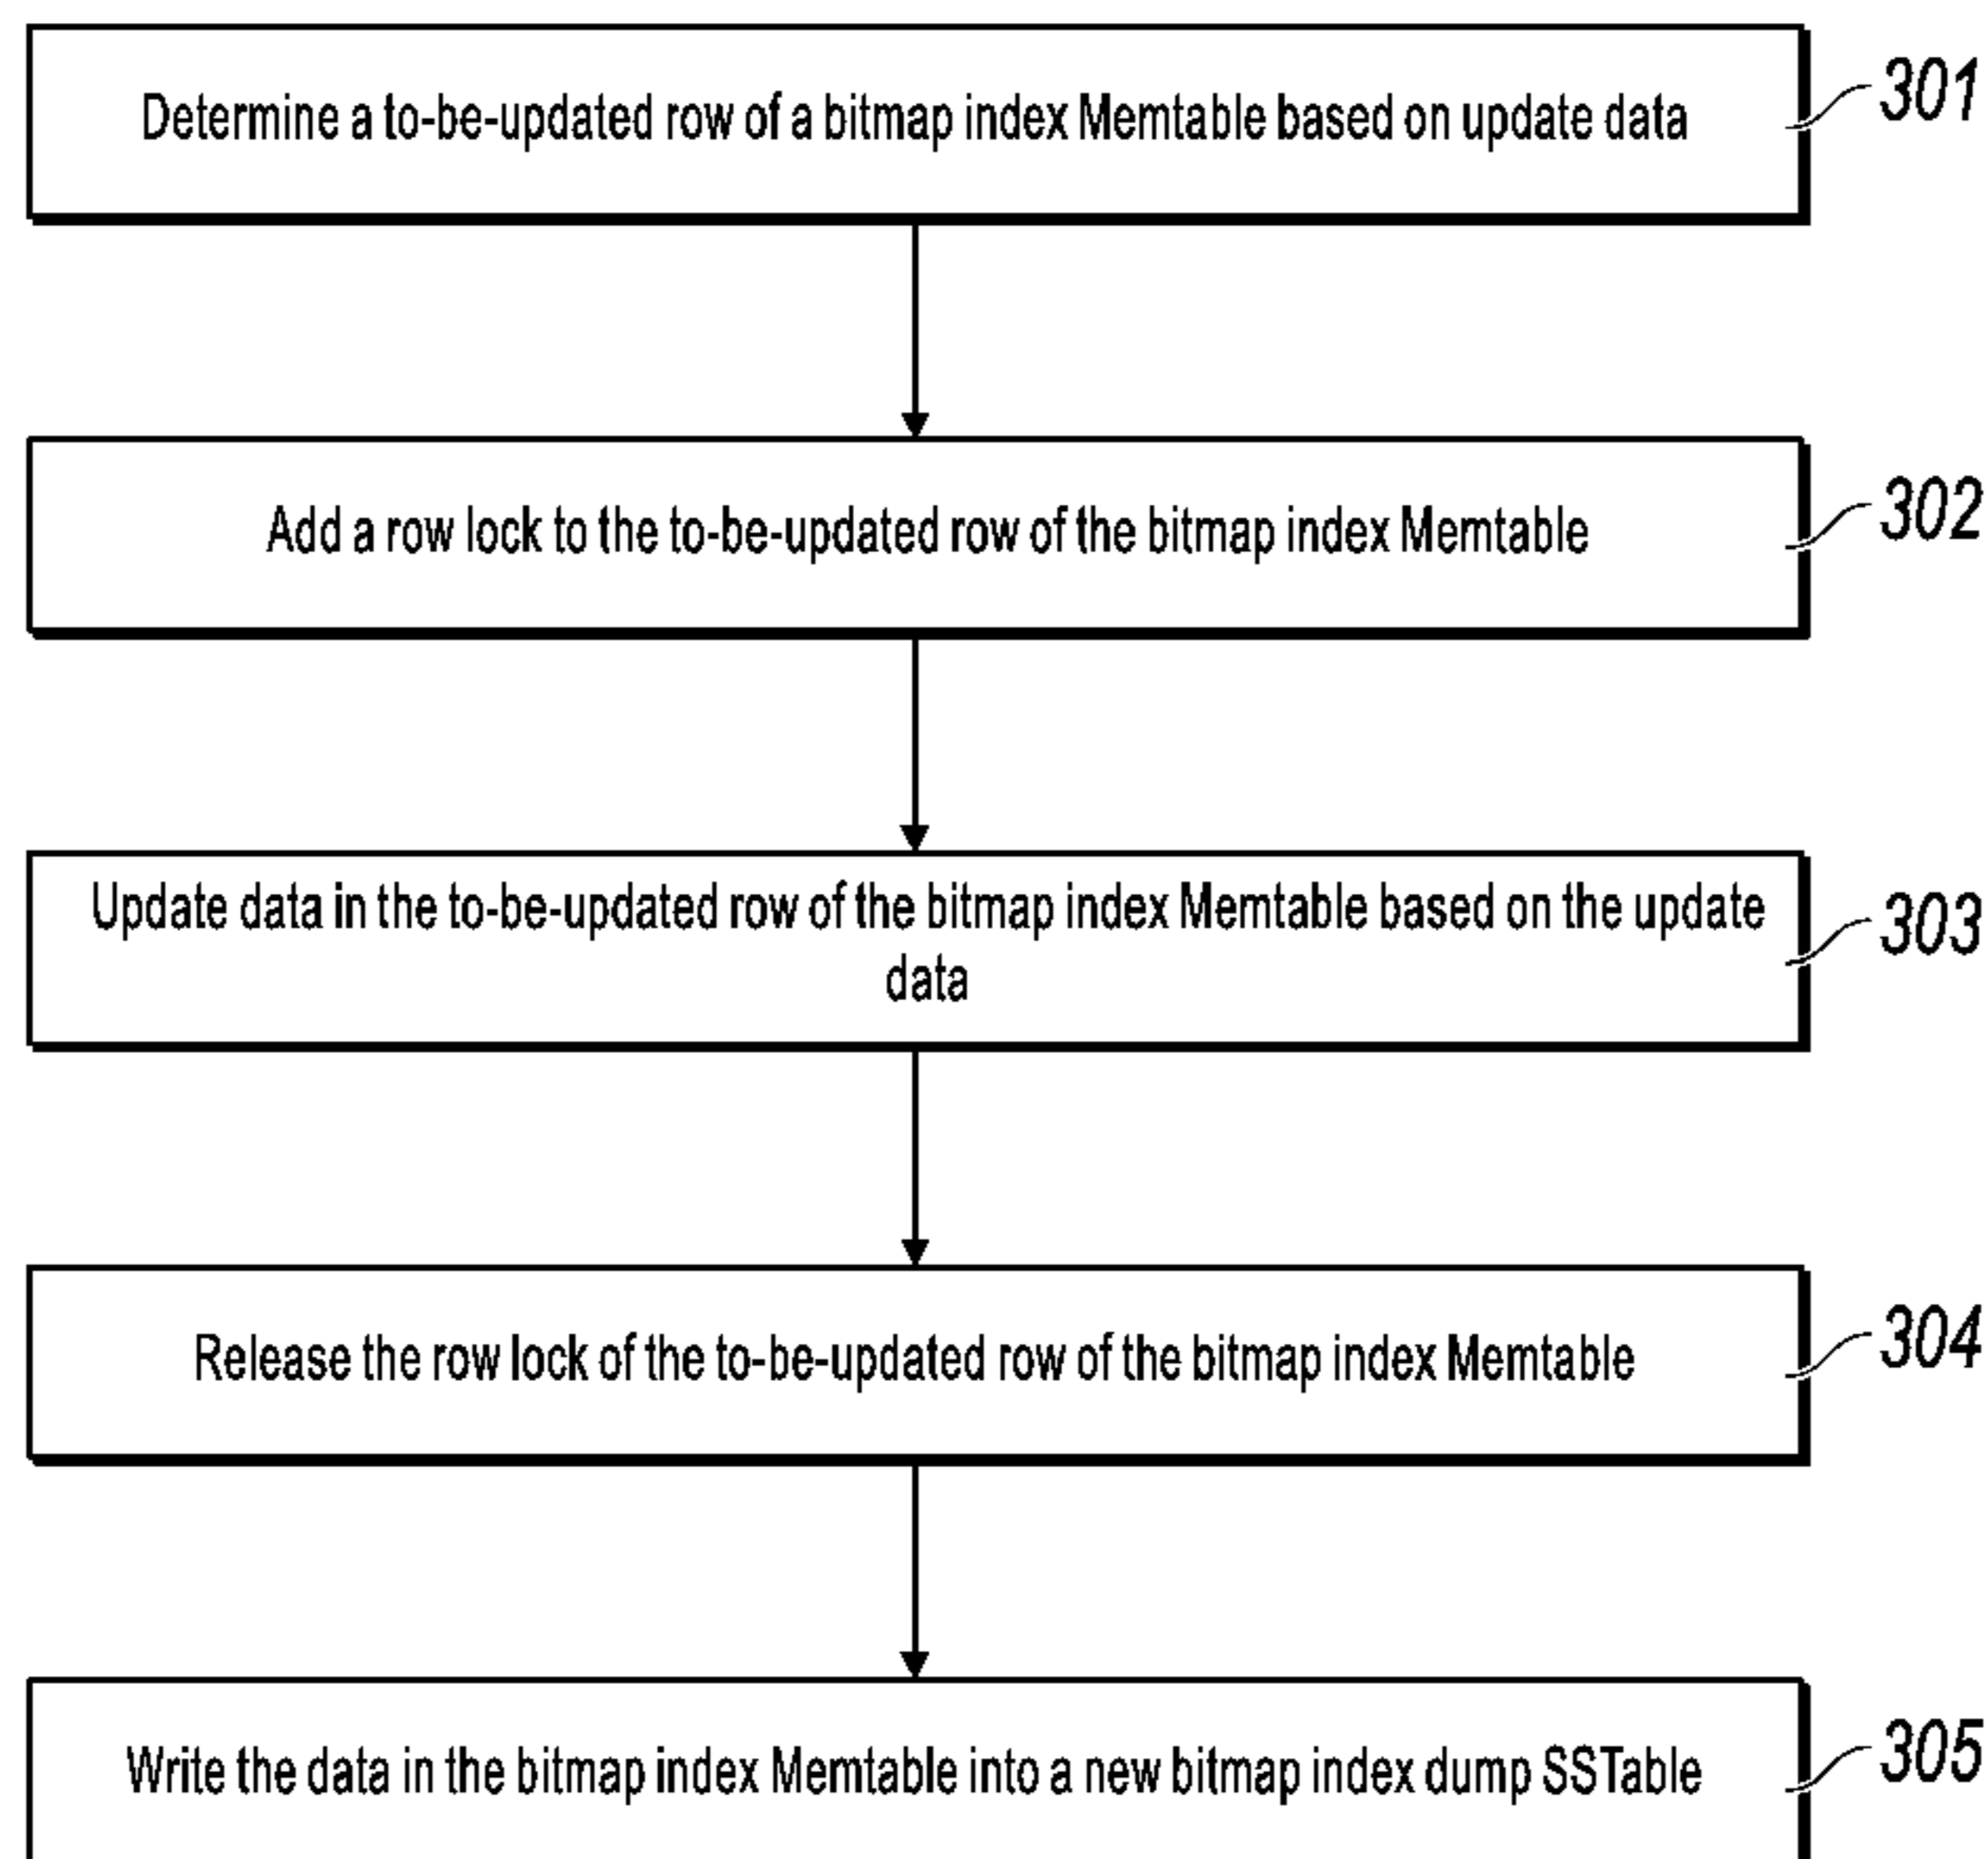 Determine a to-be-updated row of a bitmap index Memtable based on update data
301
Add a row lock to the to-be-updated row of the bitmap index Memtable
302
Update data in the to-be-updated row of the bitmap index Memtable based on the update
data
303
Release the row lock of the to-be-updated row of the bitmap index Memtable
304
Write the data in the bitmap index Memtable into a new bitmap index dump SSTable
305